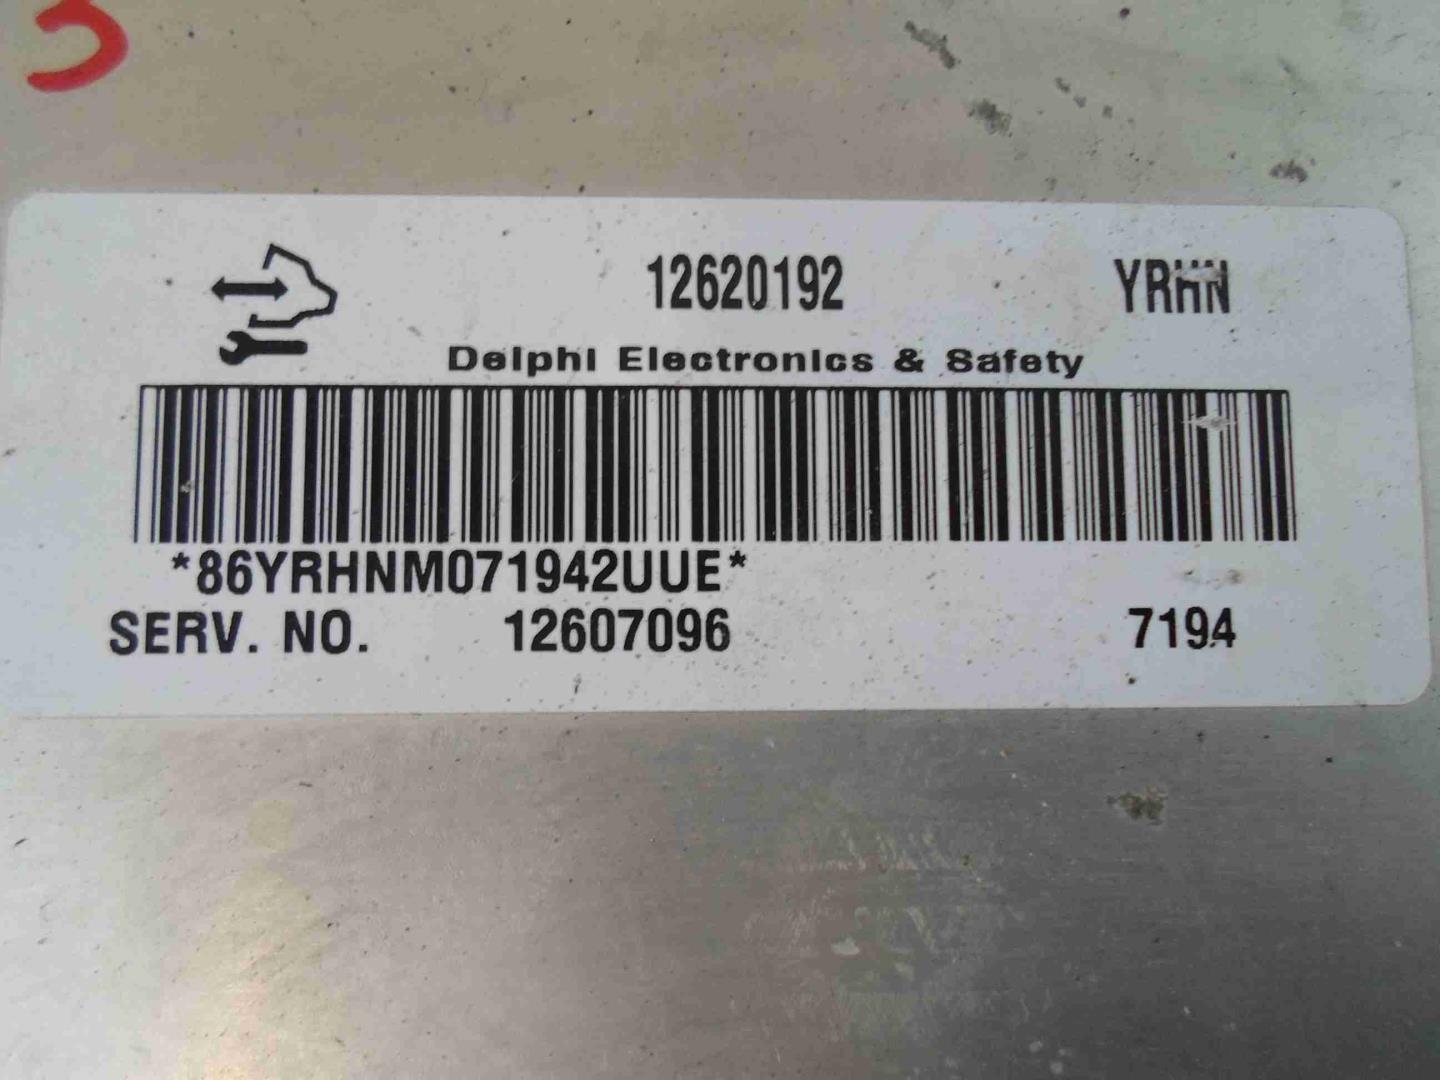 12620192 YRHN
Delphi Electronics & Safety
*86YRHNM071942UUE*
SERV. NO. 12607096 7194